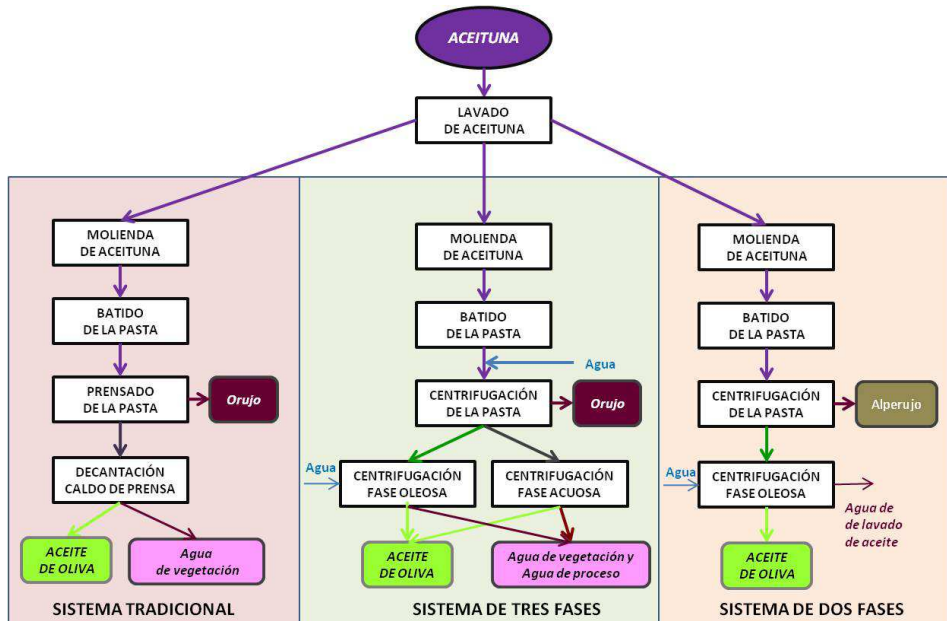 ACEITUNA
LAVADO
DE ACEITUNA
MOLIENDA
DE ACEITUNA
BATIDO
DE LA PASTA
PRENSADO
DE LA PASTA
Orujo
DECANTACIÓN
CALDO DE PRENSA
ACEITE
DE OLIVA
Agua
de vegetación
SISTEMA TRADICIONAL
MOLIENDA
DE ACEITUNA
BATIDO
DE LA PASTA
Agua
CENTRIFUGACIÓN
DE LA PASTA
Orujo
Agua
CENTRIFUGACIÓN
FASE OLEOSA
CENTRIFUGACIÓN
FASE ACUOSA
ACEITE
DE OLIVA
Agua de vegetación y
Agua de proceso
SISTEMA DE TRES FASES
MOLIENDA
DE ACEITUNA
BATIDO
DE LA PASTA
CENTRIFUGACIÓN
DE LA PASTA
Alperujo
Agua
CENTRIFUGACIÓN
FASE OLEOSA
Agua de
de lavado
de aceite
ACEITE
DE OLIVA
SISTEMA DE DOS FASES